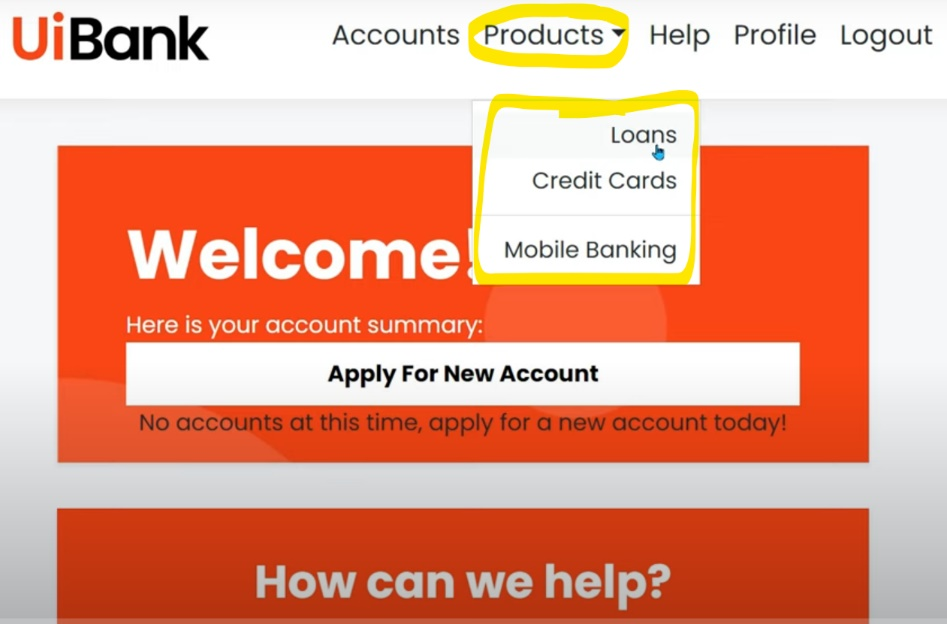 UiBank Accounts Products Help Profile Logout
Loans
Credit Cards
Mobile Banking
Welcome!
Here is your account summary:
Apply For New Account
No accounts at this time, apply for a new account today!
How can we help?